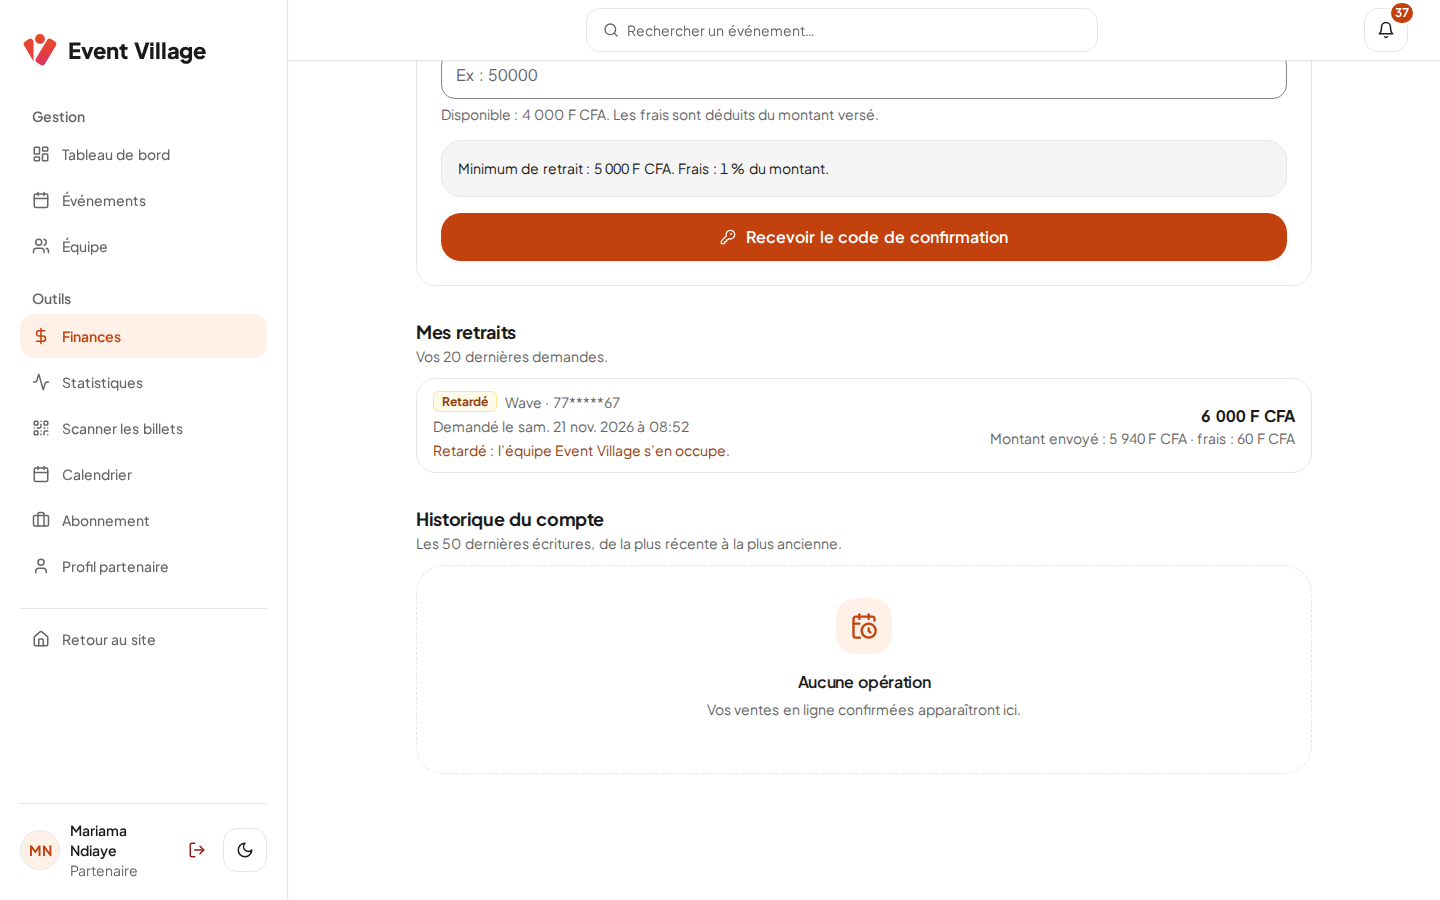 Event Village
Rechercher un événement…
37
Gestion
Tableau de bord
Événements
Équipe
Outils
Finances
Statistiques
Scanner les billets
Calendrier
Abonnement
Profil partenaire
Retour au site
MN
Mariama
Ndiaye
Partenaire
Ex : 50000
Disponible : 4 000 F CFA. Les frais sont déduits du montant versé.
Minimum de retrait : 5 000 F CFA. Frais : 1 % du montant.
Recevoir le code de confirmation
Mes retraits
Vos 20 dernières demandes.
Retardé Wave · 77*****67
Demandé le sam. 21 nov. 2026 à 08:52
Retardé : l'équipe Event Village s'en occupe.
6 000 F CFA
Montant envoyé : 5 940 F CFA · frais : 60 F CFA
Historique du compte
Les 50 dernières écritures, de la plus récente à la plus ancienne.
Aucune opération
Vos ventes en ligne confirmées apparaîtront ici.